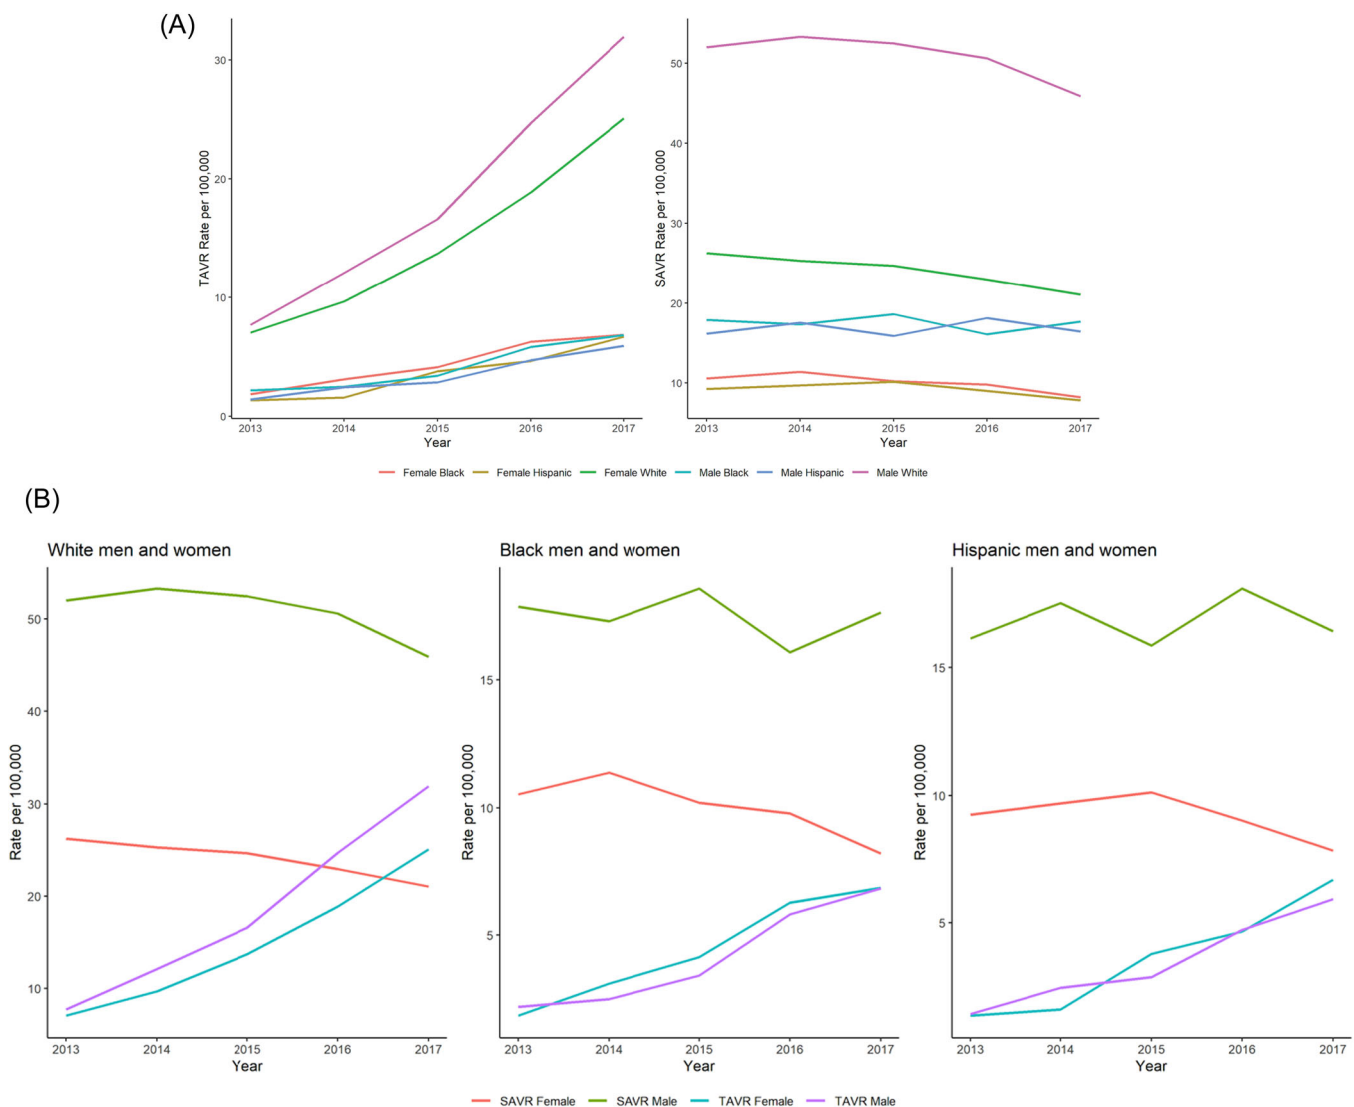 (A)
TAVR Rate per 100,000
30
20
10
0
2013 2014 2015 2016 2017
Year
SAVR Rate per 100,000
50
40
30
20
10
2013 2014 2015 2016 2017
Year
Female Black Female Hispanic Female White Male Black Male Hispanic Male White
(B)
White men and women
Rate per 100,000
50
40
30
20
10
2013 2014 2015 2016 2017
Year
Black men and women
Rate per 100,000
15
10
5
2013 2014 2015 2016 2017
Year
Hispanic men and women
Rate per 100,000
15
10
5
2013 2014 2015 2016 2017
Year
SAVR Female SAVR Male TAVR Female TAVR Male